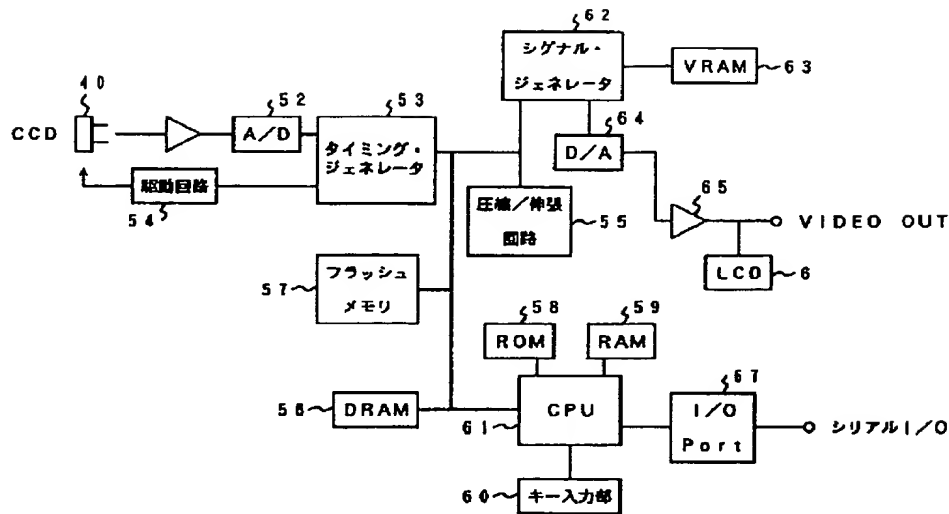 40
CCD
52
A/D
53
タイミング・
ジェネレータ
駆動回路
54
62
シグナル・
ジェネレータ
VRAM
63
64
D/A
圧縮/伸張
回路
55
65
VIDEO OUT
LCD
6
57
フラッシュ
メモリ
58
ROM
59
RAM
56
DRAM
61
CPU
67
I/O
Port
シリアルI/O
60
キー入力部